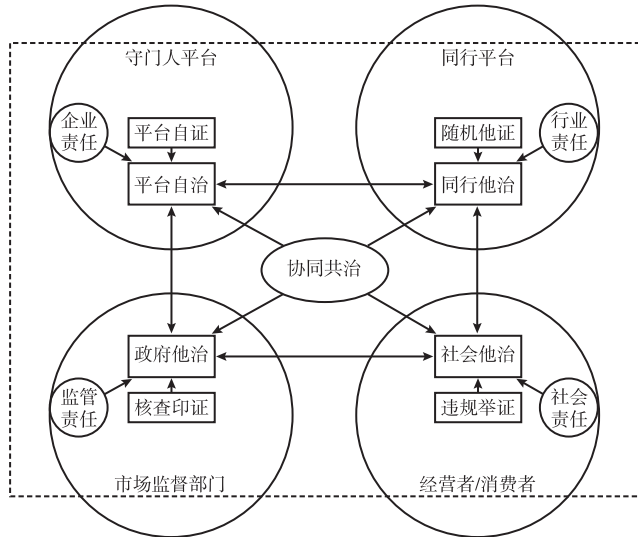 守门人平台
同行平台
企业
责任
平台自证
随机他证
行业
责任
平台自治
同行他治
协同共治
政府他治
社会他治
监管
责任
核查印证
违规举证
社会
责任
市场监督部门
经营者/消费者